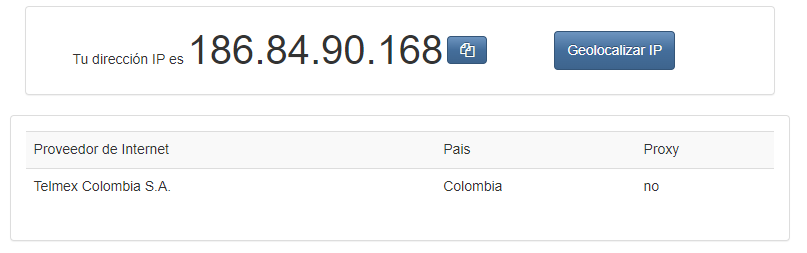 Tu dirección IP es 186.84.90.168 Geolocalizar IP
Proveedor de Internet Pais Proxy
Telmex Colombia S.A. Colombia no